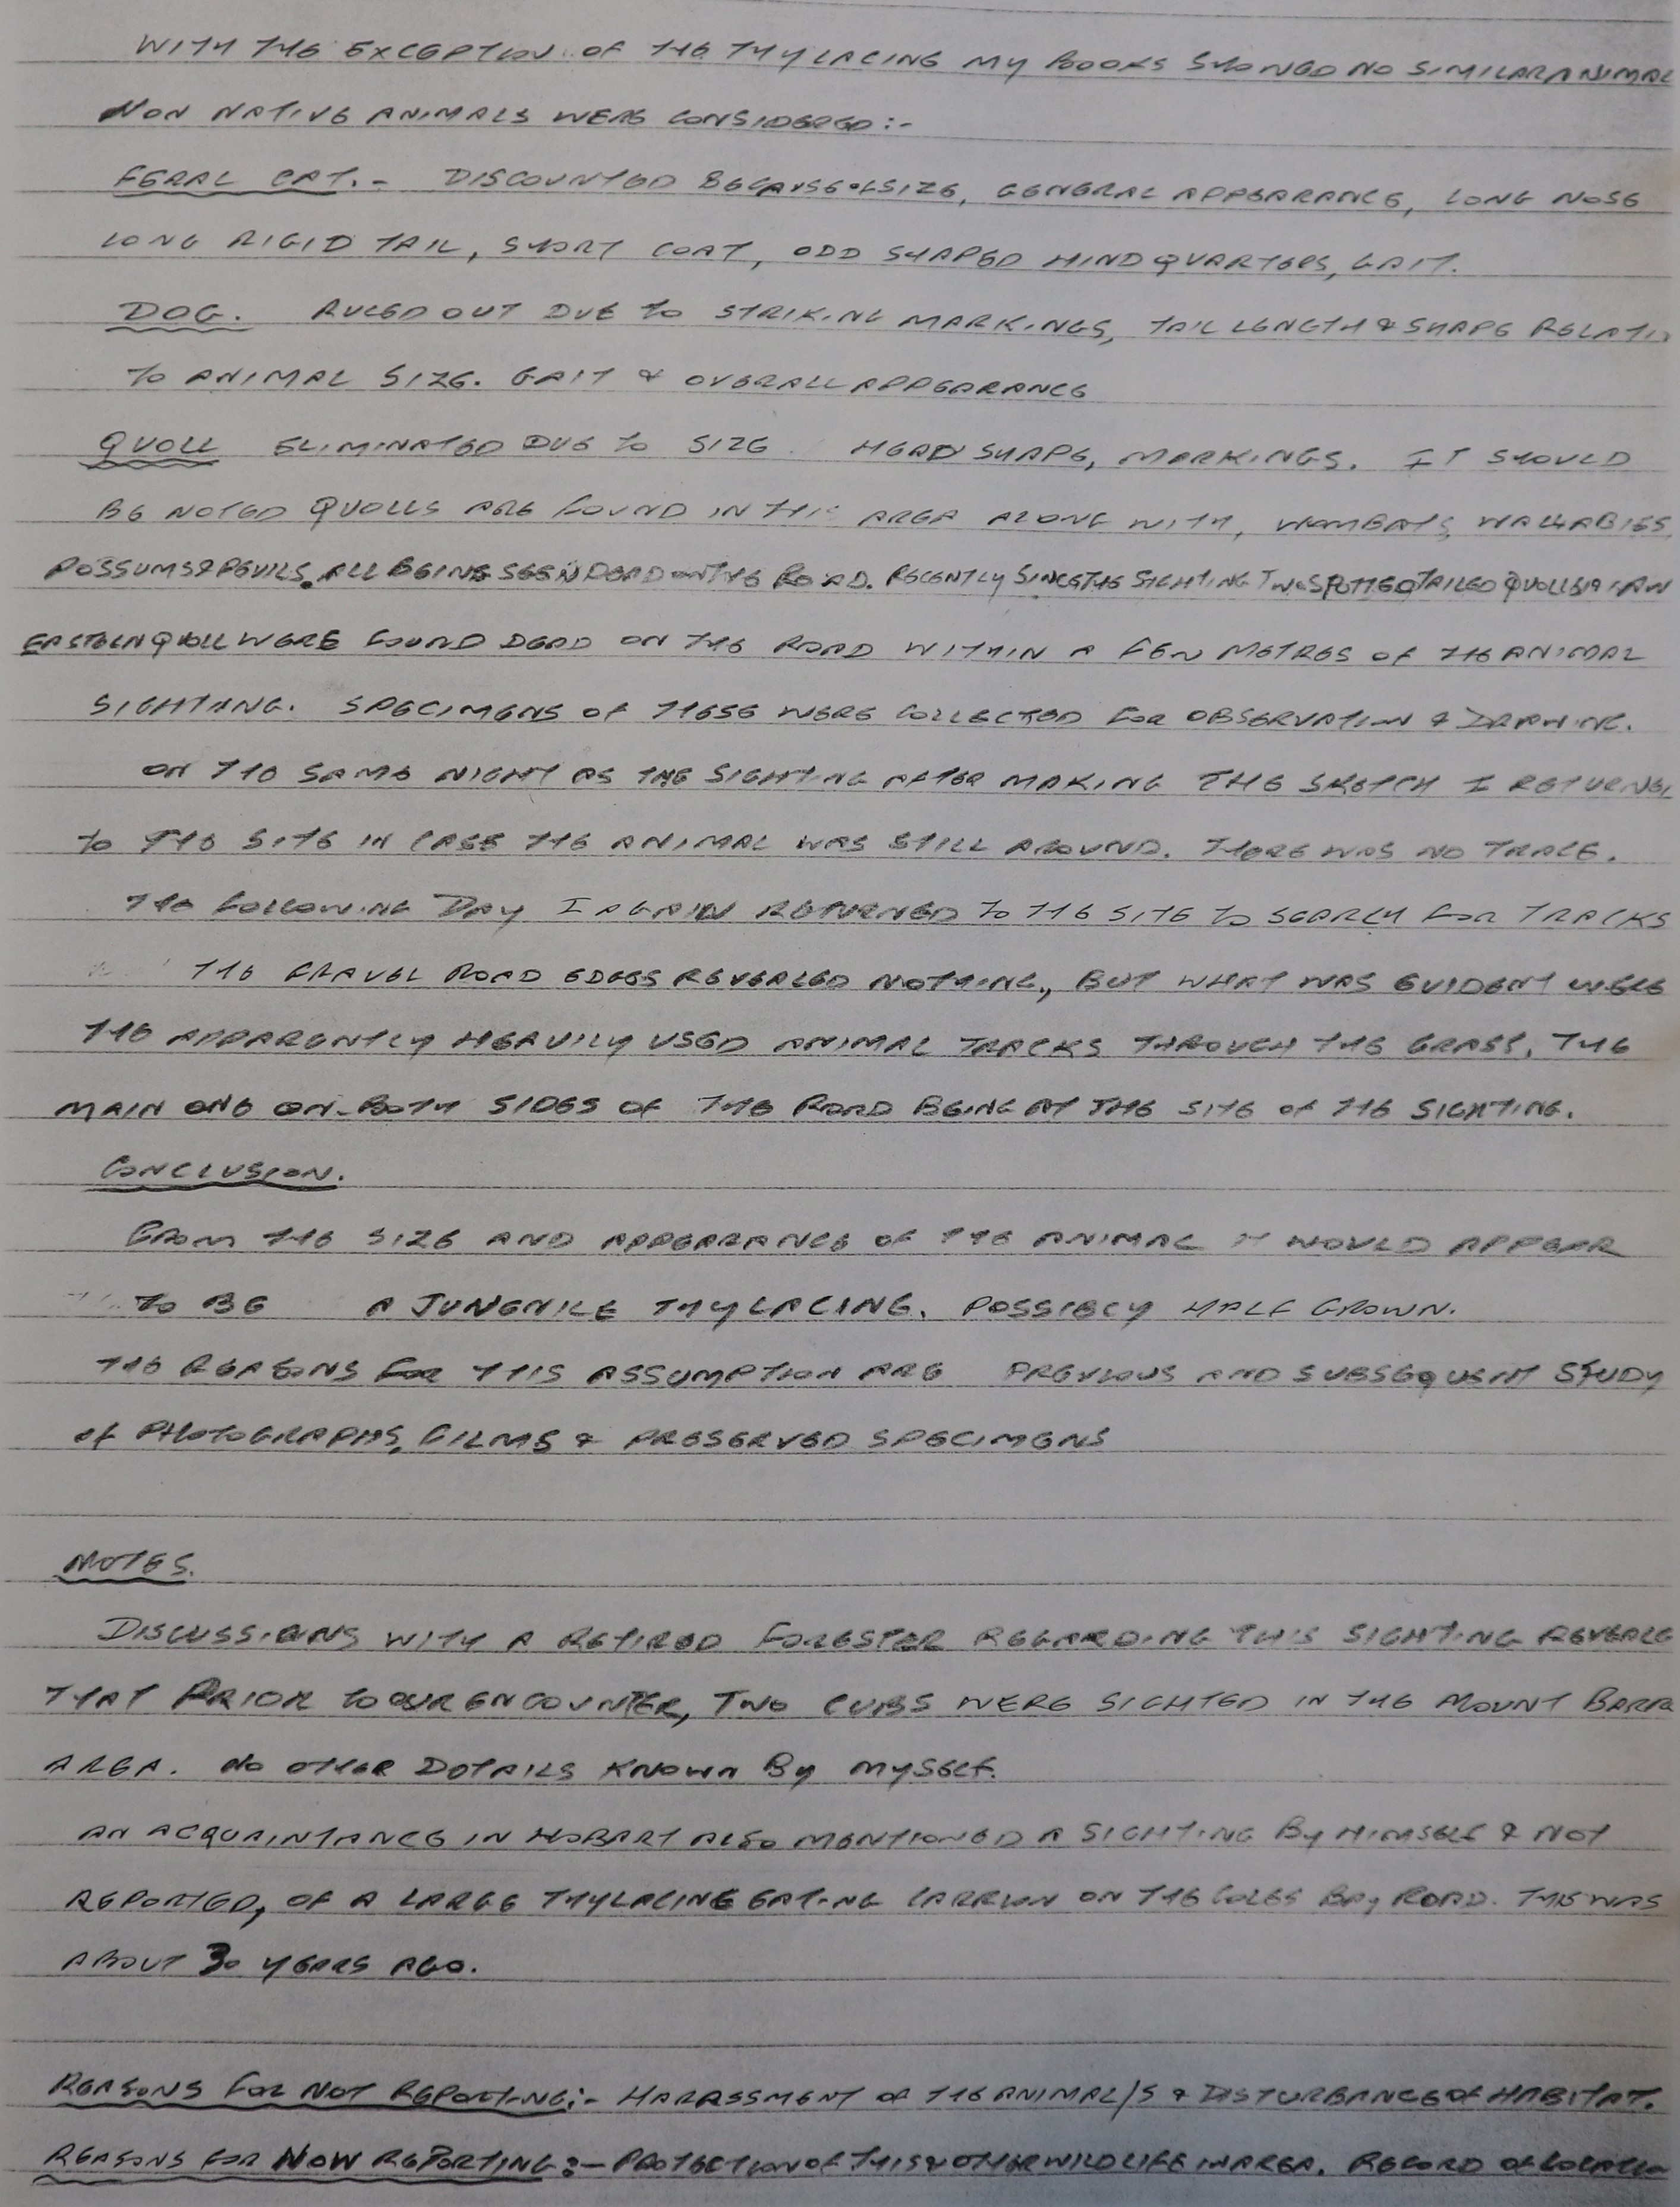 WITH THE EXCEPTION OF THE THYLACINE MY BOOKS SHOWED NO SIMILAR ANIMAL
NON NATIVE ANIMALS WERE CONSIDERED:-
FERAL CAT.- DISCOUNTED BECAUSE OF SIZE, GENERAL APPEARANCE, LONG NOSE
LONG RIGID TAIL, SHORT COAT, ODD SHAPED HIND QUARTERS, GAIT.
DOG. RULED OUT DUE TO STRIKING MARKINGS, TAIL LENGTH & SHAPE RELATI
TO ANIMAL SIZE. GAIT & OVERALL APPEARANCE
QUOLL ELIMINATED DUE TO SIZE HEAD SHAPE, MARKINGS. IT SHOULD
BE NOTED QUOLLS ARE FOUND IN THIS AREA ALONG WITH, WOMBATS, WALLABIES,
POSSUMS & DEVILS. ALL BEING SEEN DEAD ON THE ROAD. RECENTLY SINCE THE SIGHTING TWO SPOTTED TAILED QUOLLS AN
EASTERN QUOLL WERE FOUND DEAD ON THE ROAD WITHIN A FEW METRES OF THE ANIMAL
SIGHTING. SPECIMENS OF THESE WERE COLLECTED FOR OBSERVATION & DRAWING.
ON THE SAME NIGHT AS THE SIGHTING AFTER MAKING THE SKETCH I RETURNED
TO THE SITE IN CASE THE ANIMAL WAS STILL AROUND. THERE WAS NO TRACE.
THE FOLLOWING DAY I AGAIN RETURNED TO THE SITE TO SEARCH FOR TRACKS
THE GRAVEL ROAD EDGES REVEALED NOTHING, BUT WHAT WAS EVIDENT WERE
THE APPARENTLY HEAVILY USED ANIMAL TRACKS THROUGH THE GRASS, THE
MAIN ONE ON BOTH SIDES OF THE ROAD BEING AT THE SITE OF THE SIGHTING.
CONCLUSION.
FROM THE SIZE AND APPEARANCE OF THE ANIMAL IT WOULD APPEAR
TO BE A JUVENILE THYLACINE. POSSIBLY HALF GROWN.
THE REASONS FOR THIS ASSUMPTION ARE PREVIOUS AND SUBSEQUENT STUDY
OF PHOTOGRAPHS, FILMS & PRESERVED SPECIMENS
NOTES.
DISCUSSIONS WITH A RETIRED FORESTER REGARDING THIS SIGHTING REVEALE
THAT PRIOR TO OUR ENCOUNTER, TWO CUBS WERE SIGHTED IN THE MOUNT BARR
AREA. NO OTHER DETAILS KNOWN BY MYSELF.
AN ACQUAINTANCE IN HOBART ALSO MENTIONED A SIGHTING BY HIMSELF & NOT
REPORTED, OF A LARGE THYLACINE EATING CARRION ON THE COLES BAY ROAD. THIS WAS
ABOUT 30 YEARS AGO.
REASONS FOR NOT REPORTING:- HARASSMENT OF THE ANIMAL/S & DISTURBANCE OF HABITAT.
REASONS FOR NOW REPORTING:- PROTECTION OF THIS & OTHER WILDLIFE IN AREA. RECORD OF LOCATION